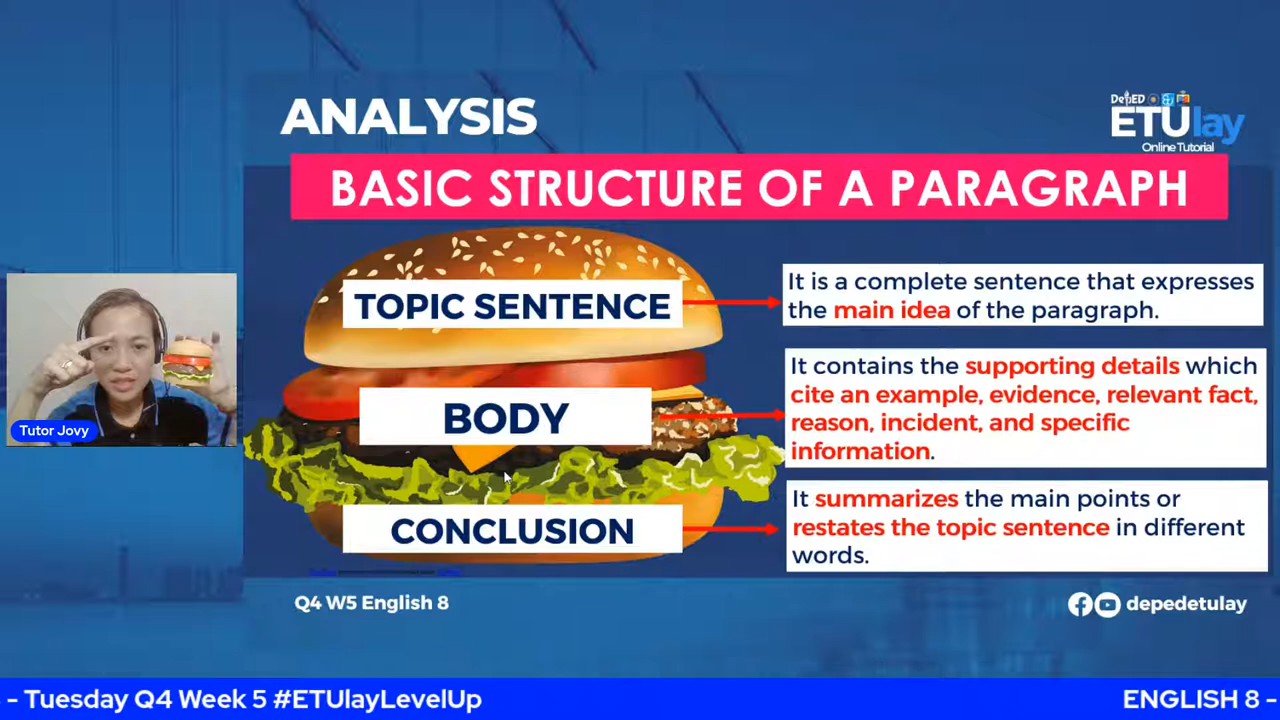 ANALYSIS
DepED
ETUlay
Online Tutorial
BASIC STRUCTURE OF A PARAGRAPH
TOPIC SENTENCE
It is a complete sentence that expresses
the main idea of the paragraph.
BODY
It contains the supporting details which
cite an example, evidence, relevant fact,
reason, incident, and specific
information.
CONCLUSION
It summarizes the main points or
restates the topic sentence in different
words.
Tutor Jovy
Q4 W5 English 8
depedetulay
- Tuesday Q4 Week 5 #ETUlayLevelUp
ENGLISH 8 -